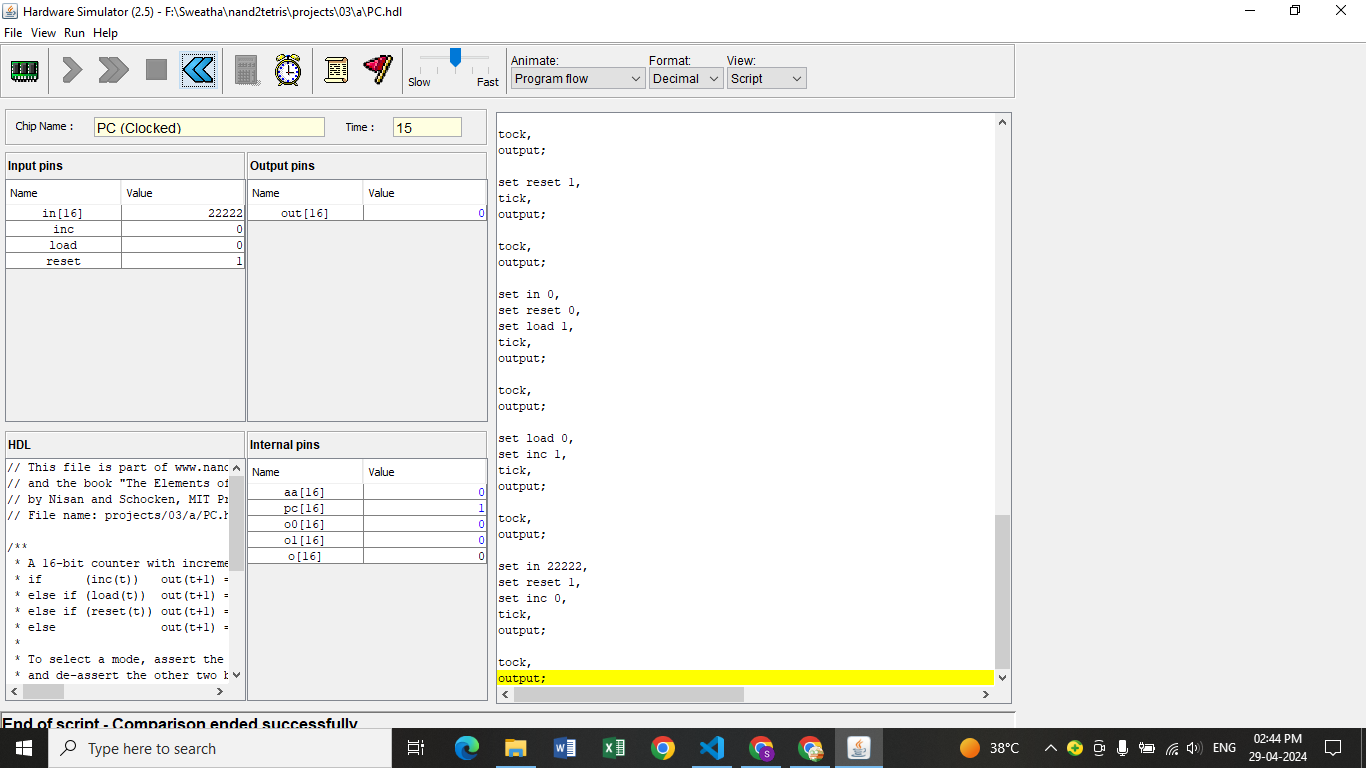 Hardware Simulator (2.5) - F:\Sweatha\nand2tetris\projects\03\a\PC.hdl
File View Run Help
Slow Fast
Animate:
Program flow
Format:
Decimal
View:
Script
Chip Name : PC (Clocked) Time : 15
Input pins
Name Value
in[16] 22222
inc 0
load 0
reset 1
Output pins
Name Value
out[16] 0
HDL
// This file is part of www.nand
// and the book "The Elements of
// by Nisan and Schocken, MIT Pr
// File name: projects/03/a/PC.h
/**
* A 16-bit counter with increme
* if (inc(t)) out(t+1) =
* else if (load(t)) out(t+1) =
* else if (reset(t)) out(t+1) =
* else out(t+1) =
*
* To select a mode, assert the
* and de-assert the other two b
Internal pins
Name Value
aa[16] 0
pc[16] 1
o0[16] 0
o1[16] 0
o[16] 0
tock,
output;
set reset 1,
tick,
output;
tock,
output;
set in 0,
set reset 0,
set load 1,
tick,
output;
tock,
output;
set load 0,
set inc 1,
tick,
output;
tock,
output;
set in 22222,
set reset 1,
set inc 0,
tick,
output;
tock,
output;
End of script - Comparison ended successfully
Type here to search
38°C
ENG
02:44 PM
29-04-2024